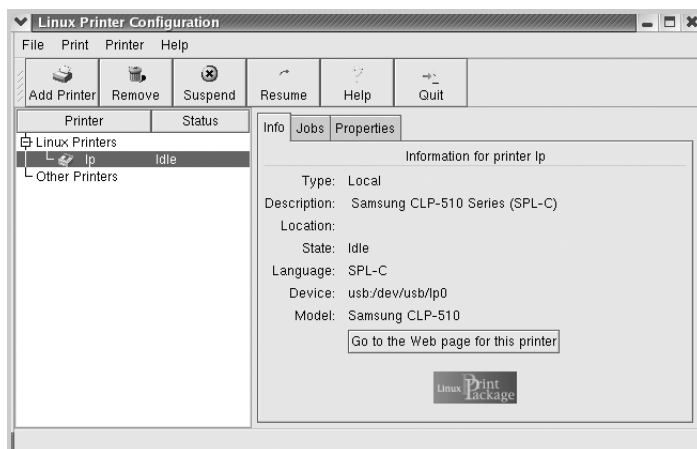 Linux Printer Configuration
File Print Printer Help
Add Printer Remove Suspend Resume Help Quit
Printer Status
Linux Printers
lp Idle
Other Printers
Info Jobs Properties
Information for printer lp
Type: Local
Description: Samsung CLP-510 Series (SPL-C)
Location:
State: Idle
Language: SPL-C
Device: usb:/dev/usb/lp0
Model: Samsung CLP-510
Go to the Web page for this printer
Linux Print Package